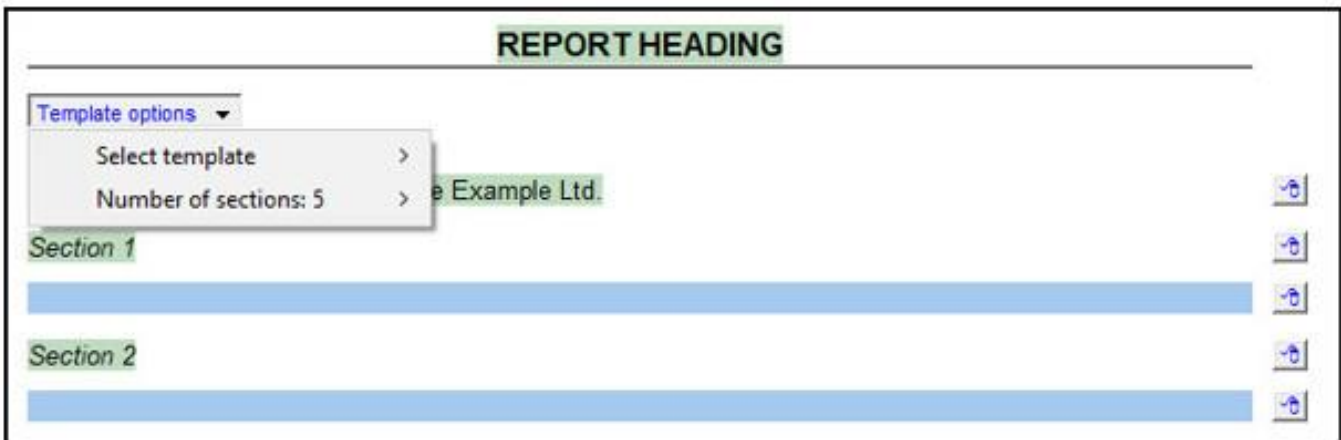 REPORT HEADING
Template options
Select template
Number of sections: 5
e Example Ltd.
Section 1
Section 2